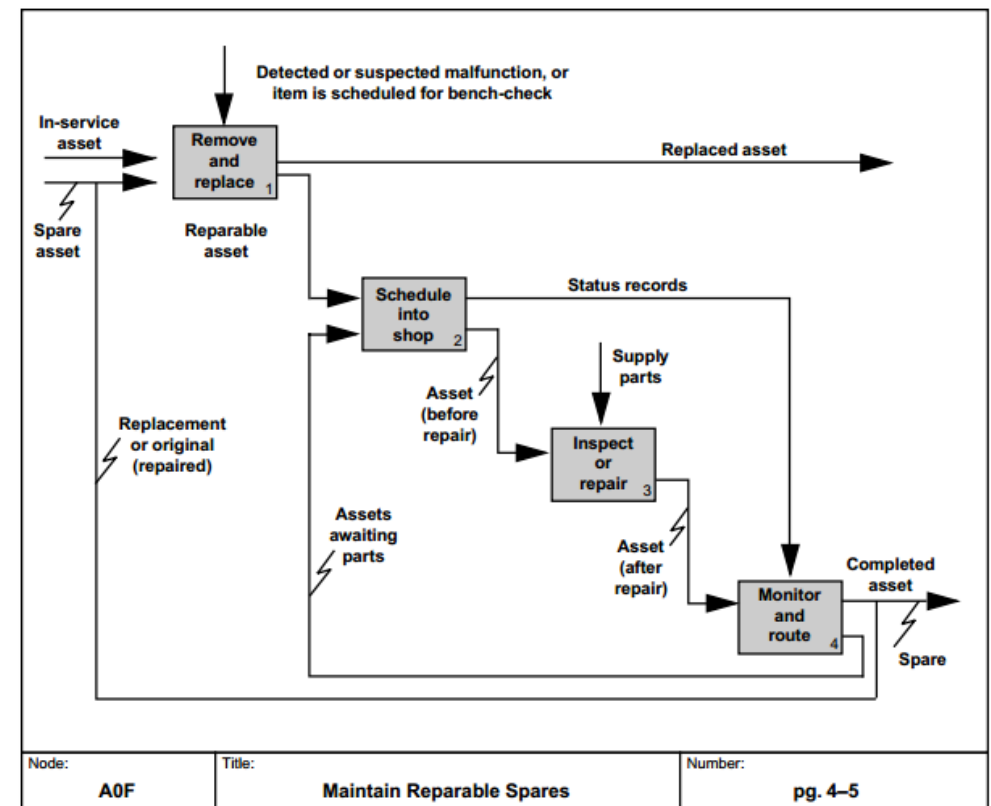 Detected or suspected malfunction, or
item is scheduled for bench-check
In-service
asset
Remove
and
replace 1
Replaced asset
Spare
asset
Reparable
asset
Schedule
into
shop 2
Status records
Supply
parts
Asset
(before
repair)
Replacement
or original
(repaired)
Inspect
or
repair 3
Assets
awaiting
parts
Asset
(after
repair)
Completed
asset
Monitor
and
route 4
Spare
Node:
A0F
Title:
Maintain Reparable Spares
Number:
pg. 4–5